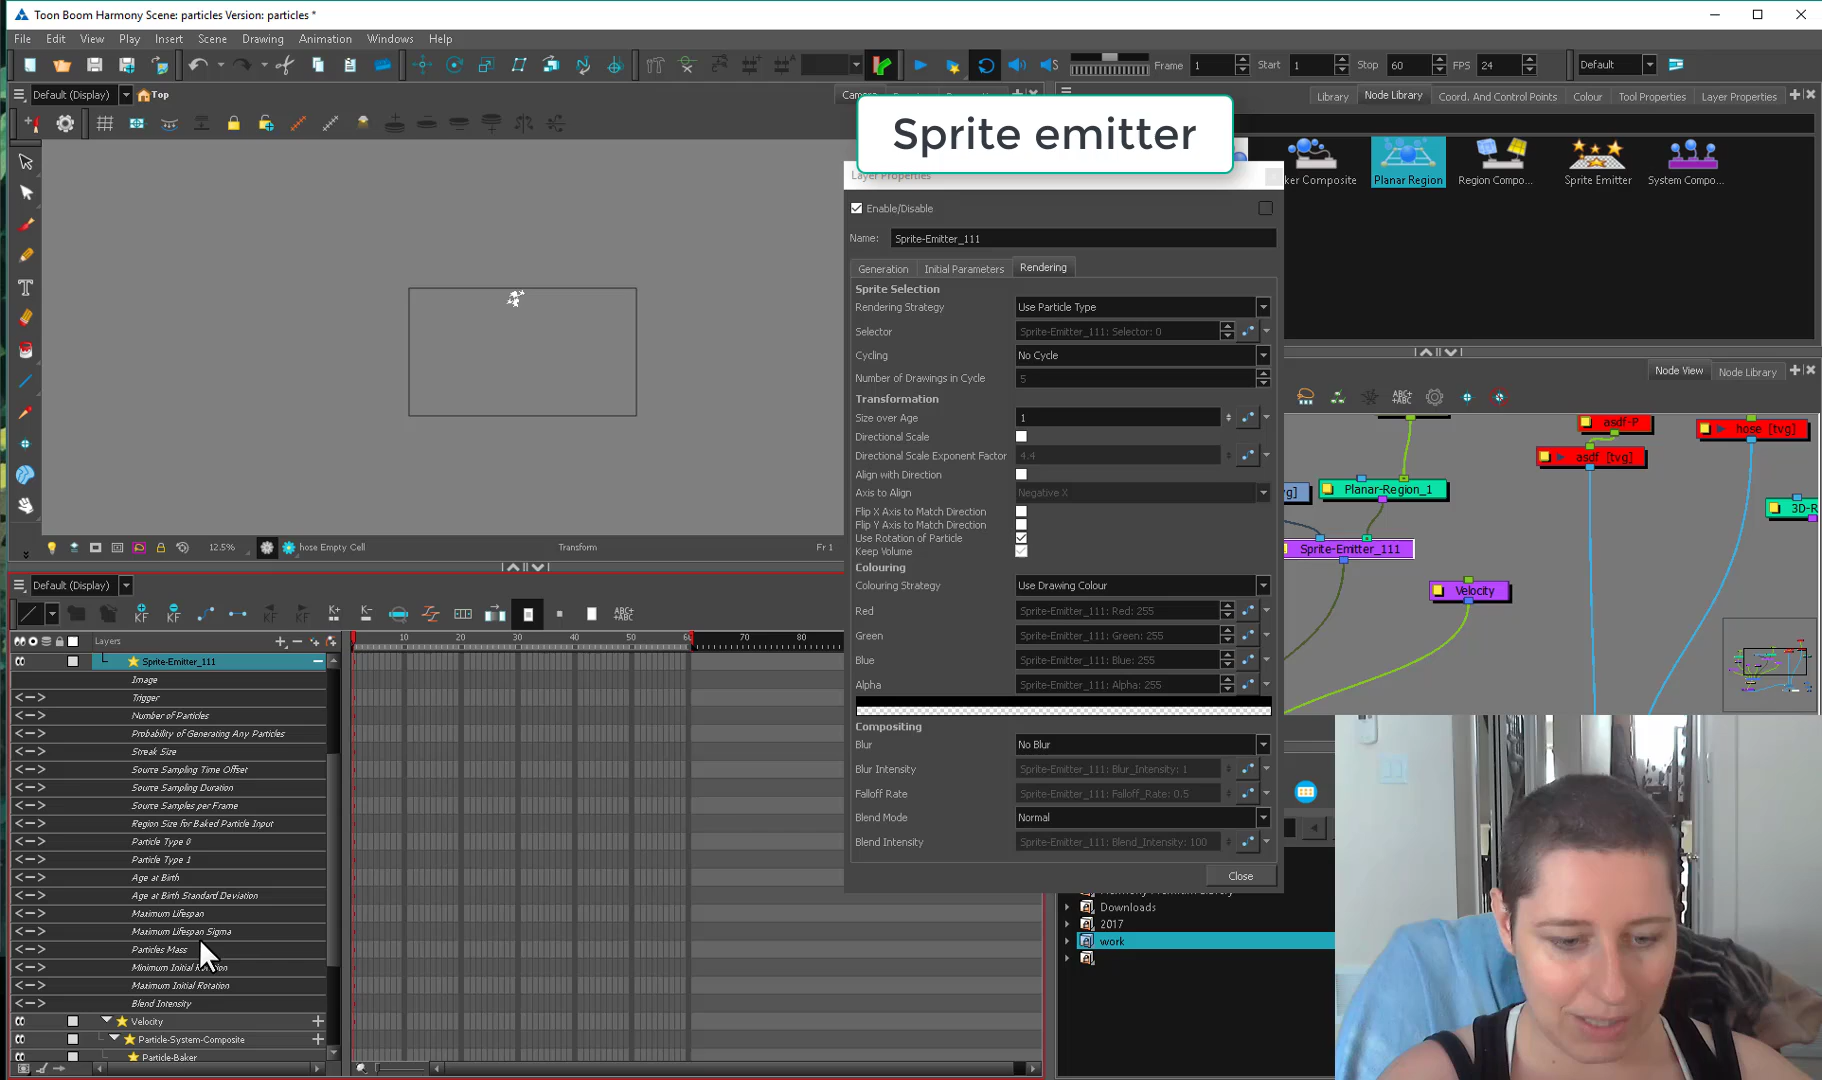 Toon Boom Harmony Scene: particles Version: particles *
File Edit View Play Insert Scene Drawing Animation Windows Help
Frame 1 Start 1 Stop 60 FPS 24 Default
Default (Display) Top
Library Node Library Coord. And Control Points Colour Tool Properties Layer Properties
Sprite emitter
ker Composite Planar Region Region Compo... Sprite Emitter System Compo...
Layer Properties
Enable/Disable
Name: Sprite-Emitter_111
Generation Initial Parameters Rendering
Sprite Selection
Rendering Strategy Use Particle Type
Selector Sprite-Emitter_111: Selector: 0
Cycling No Cycle
Number of Drawings in Cycle 5
Transformation
Size over Age 1
Directional Scale
Directional Scale Exponent Factor 4.4
Align with Direction
Axis to Align Negative X
Flip X Axis to Match Direction
Flip Y Axis to Match Direction
Use Rotation of Particle
Keep Volume
Colouring
Colouring Strategy Use Drawing Colour
Red Sprite-Emitter_111: Red: 255
Green Sprite-Emitter_111: Green: 255
Blue Sprite-Emitter_111: Blue: 255
Alpha Sprite-Emitter_111: Alpha: 255
Compositing
Blur No Blur
Blur Intensity Sprite-Emitter_111: Blur_Intensity: 1
Falloff Rate Sprite-Emitter_111: Falloff_Rate: 0.5
Blend Mode Normal
Blend Intensity Sprite-Emitter_111: Blend_Intensity: 100
Close
Node View Node Library
ABC+
+ABC
asdf-P
hose [tvg]
asdf [tvg]
g] Planar-Region_1
3D-R
Sprite-Emitter_111
Velocity
12.5% hose Empty Cell Transform Fr 1
Default (Display)
KF KF K+ K- ABC+
+ABC
Layers 10 20 30 40 50 60 70 80
Sprite-Emitter_111
Image
Trigger
Number of Particles
Probability of Generating Any Particles
Streak Size
Source Sampling Time Offset
Source Sampling Duration
Source Samples per Frame
Region Size for Baked Particle Input
Particle Type 0
Particle Type 1
Age at Birth
Age at Birth Standard Deviation
Maximum Lifespan
Maximum Lifespan Sigma
Particles Mass
Minimum Initial Rotation
Maximum Initial Rotation
Blend Intensity
Velocity
Particle-System-Composite
Particle-Baker
Downloads
2017
work